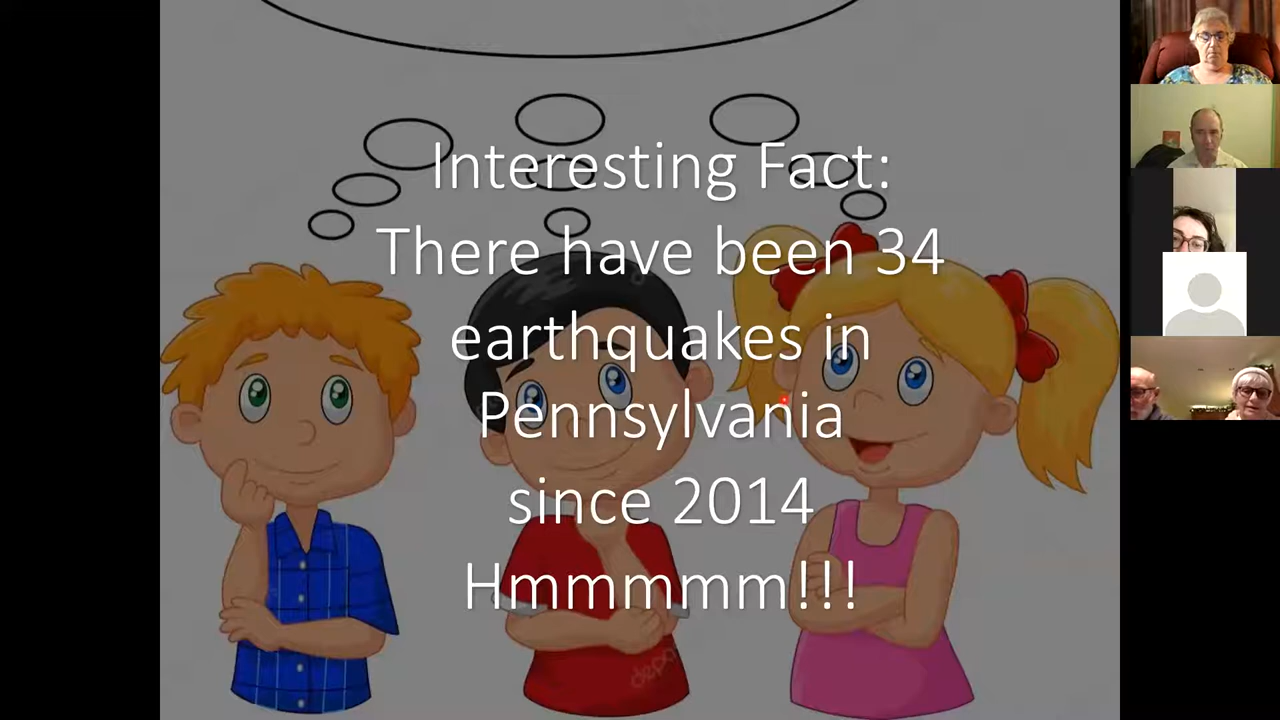 Interesting Fact:
There have been 34
earthquakes in
Pennsylvania
since 2014
Hmmmmm!!!